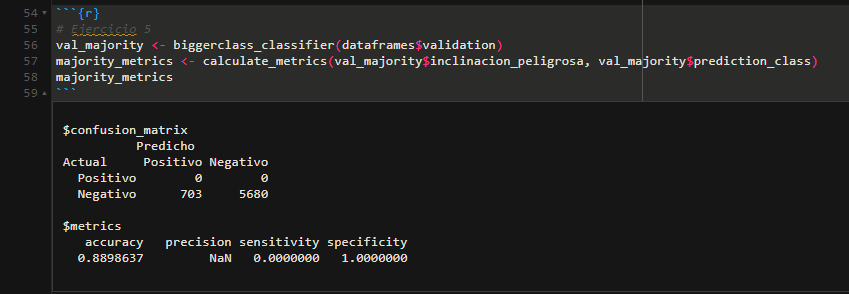 54 ```{r}
55 # Ejercicio 5
56 val_majority <- biggerclass_classifier(dataframes$validation)
57 majority_metrics <- calculate_metrics(val_majority$inclinacion_peligrosa, val_majority$prediction_class)
58 majority_metrics
59 ```
$confusion_matrix
Predicho
Actual Positivo Negativo
Positivo 0 0
Negativo 703 5680
$metrics
accuracy precision sensitivity specificity
0.8898637 NaN 0.0000000 1.0000000